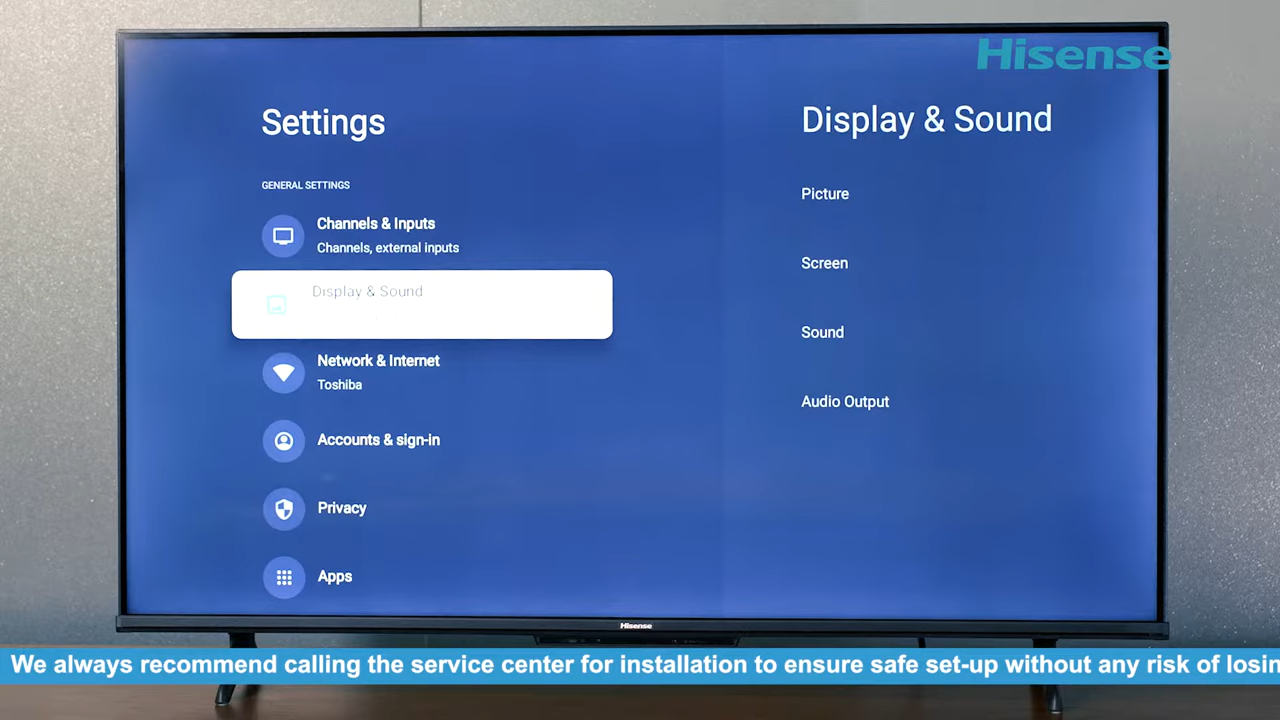 Hisense
Settings
GENERAL SETTINGS
Channels & Inputs
Channels, external inputs
Display & Sound
Network & Internet
Toshiba
Accounts & sign-in
Privacy
Apps
Display & Sound
Picture
Screen
Sound
Audio Output
Hisense
We always recommend calling the service center for installation to ensure safe set-up without any risk of losin